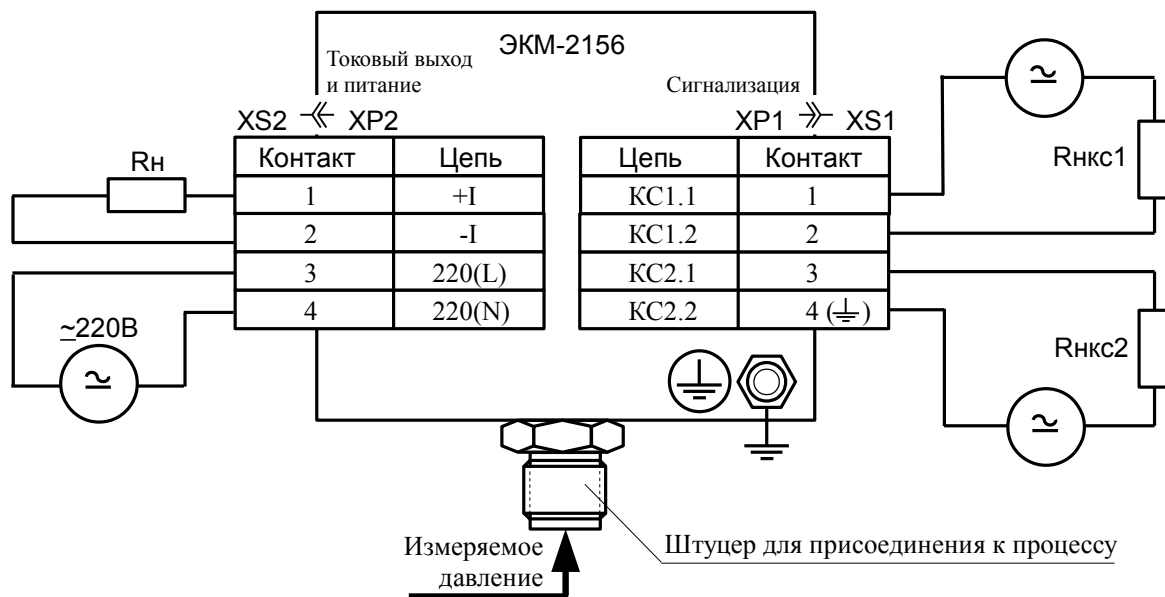 ЭКМ-2156
Токовый выход
и питание
Сигнализация
XS2 XP2
XP1 XS1
Rн
Контакт Цепь
1 +I
2 -I
3 220(L)
4 220(N)
~220В
Цепь Контакт
КС1.1 1
КС1.2 2
КС2.1 3
КС2.2 4 (⏚)
Rнкс1
Rнкс2
Измеряемое
давление
Штуцер для присоединения к процессу